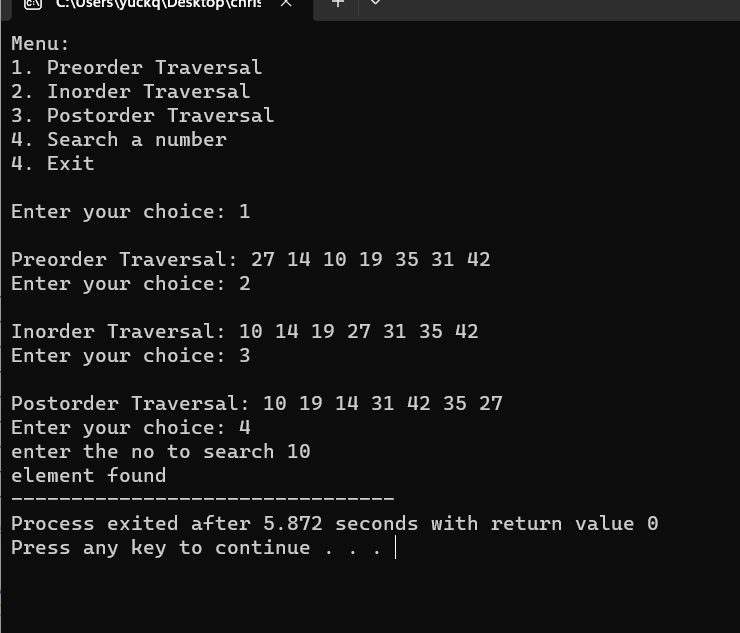 C:\Users\yuckq\Desktop\chris
Menu:
1. Preorder Traversal
2. Inorder Traversal
3. Postorder Traversal
4. Search a number
4. Exit
Enter your choice: 1
Preorder Traversal: 27 14 10 19 35 31 42
Enter your choice: 2
Inorder Traversal: 10 14 19 27 31 35 42
Enter your choice: 3
Postorder Traversal: 10 19 14 31 42 35 27
Enter your choice: 4
enter the no to search 10
element found
--------------------------------
Process exited after 5.872 seconds with return value 0
Press any key to continue . . .